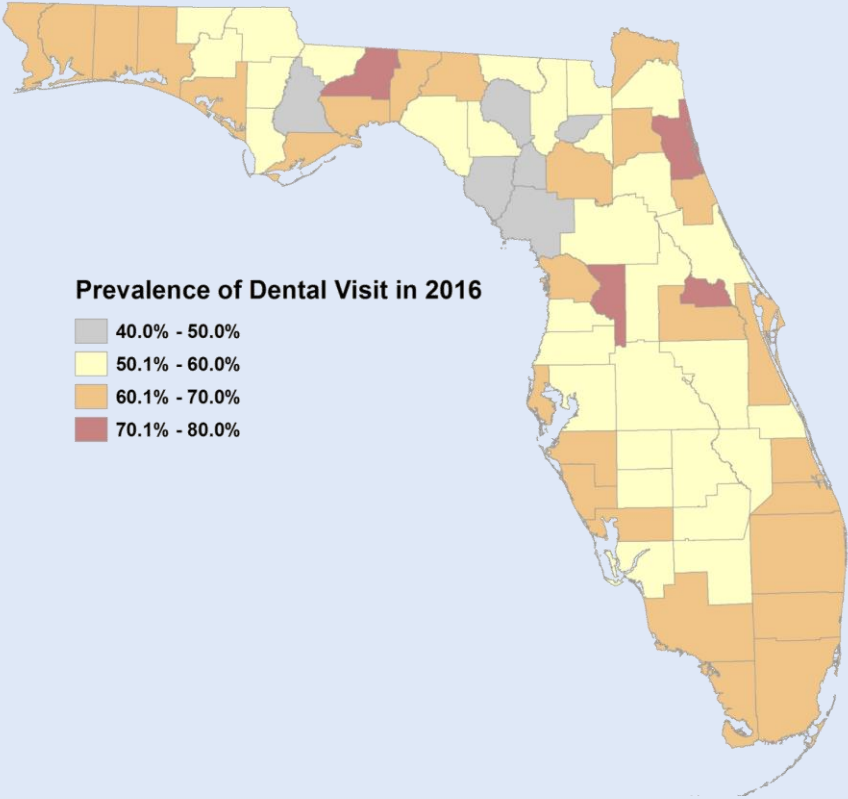 Prevalence of Dental Visit in 2016
40.0% - 50.0%
50.1% - 60.0%
60.1% - 70.0%
70.1% - 80.0%